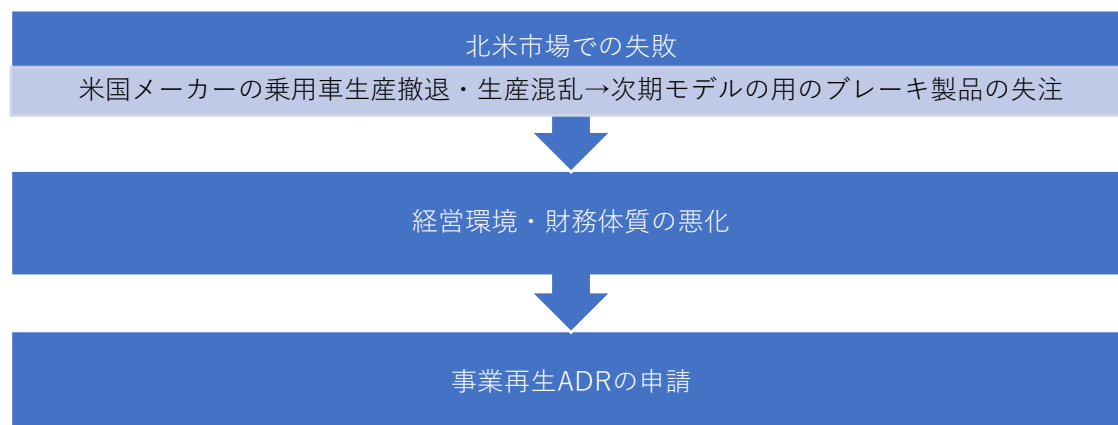 北米市場での失敗
米国メーカーの乗用車生産撤退・生産混乱→次期モデルの用のブレーキ製品の失注
経営環境・財務体質の悪化
事業再生ADRの申請